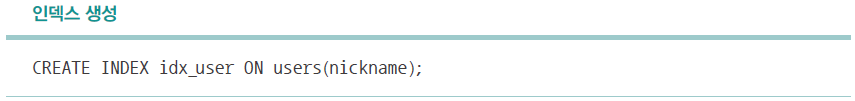 인덱스 생성
CREATE INDEX idx_user ON users(nickname);